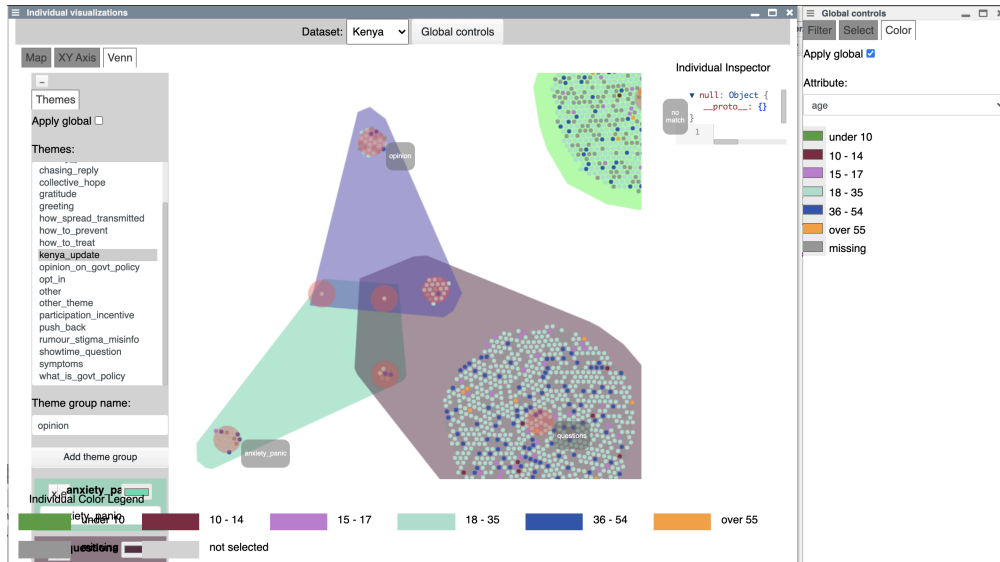 Individual visualizations
Dataset: Kenya Global controls
Map XY Axis Venn
–
Themes
Apply global
Themes:
chasing_reply
collective_hope
gratitude
greeting
how_spread_transmitted
how_to_prevent
how_to_treat
kenya_update
opinion_on_govt_policy
opt_in
other
other_theme
participation_incentive
push_back
rumour_stigma_misinfo
showtime_question
symptoms
what_is_govt_policy
Theme group name:
opinion
Add theme group
anxiety_pa
iety_panic
questions
opinion
anxiety_panic
questions
Individual Inspector
no match
▼ null: Object {
__proto__: {}
}
1
Individual Color Legend
under 10
10 - 14
15 - 17
18 - 35
36 - 54
over 55
missing
not selected
Global controls
Filter Select Color
Apply global
Attribute:
age
under 10
10 - 14
15 - 17
18 - 35
36 - 54
over 55
missing